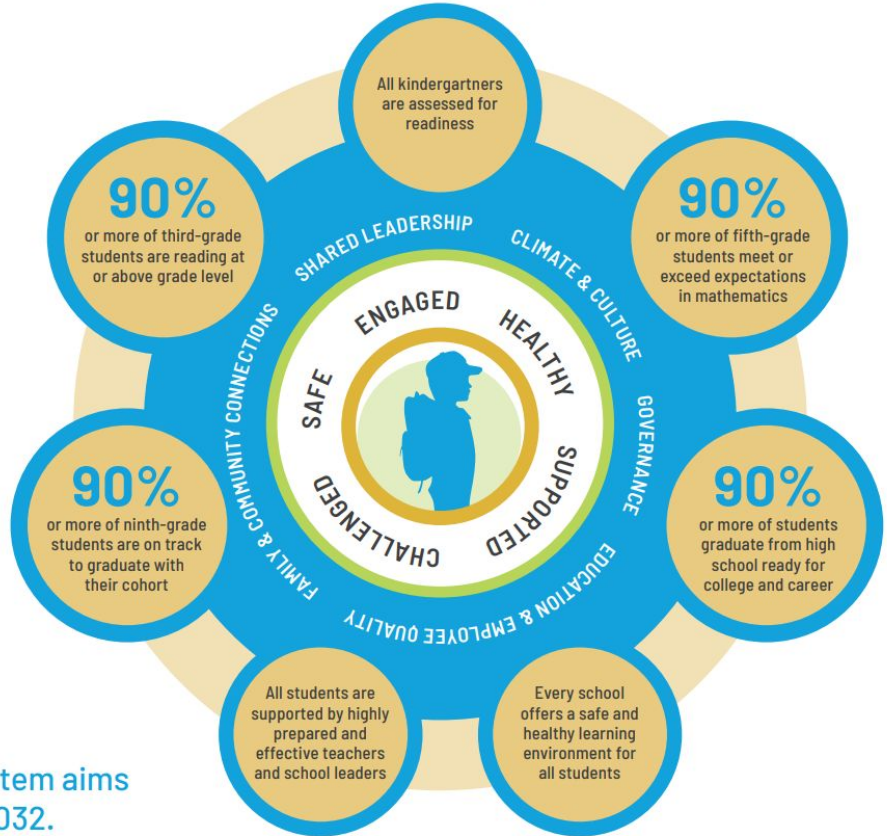 All kindergartners
are assessed for
readiness
90%
or more of third-grade
students are reading at
or above grade level
90%
or more of fifth-grade
students meet or
exceed expectations
in mathematics
SHARED LEADERSHIP
CLIMATE & CULTURE
GOVERNANCE
EDUCATION & EMPLOYEE QUALITY
FAMILY & COMMUNITY CONNECTIONS
ENGAGED
HEALTHY
SUPPORTED
CHALLENGED
SAFE
90%
or more of ninth-grade
students are on track
to graduate with
their cohort
90%
or more of students
graduate from high
school ready for
college and career
All students are
supported by highly
prepared and
effective teachers
and school leaders
Every school
offers a safe and
healthy learning
environment for
all students
tem aims
032.